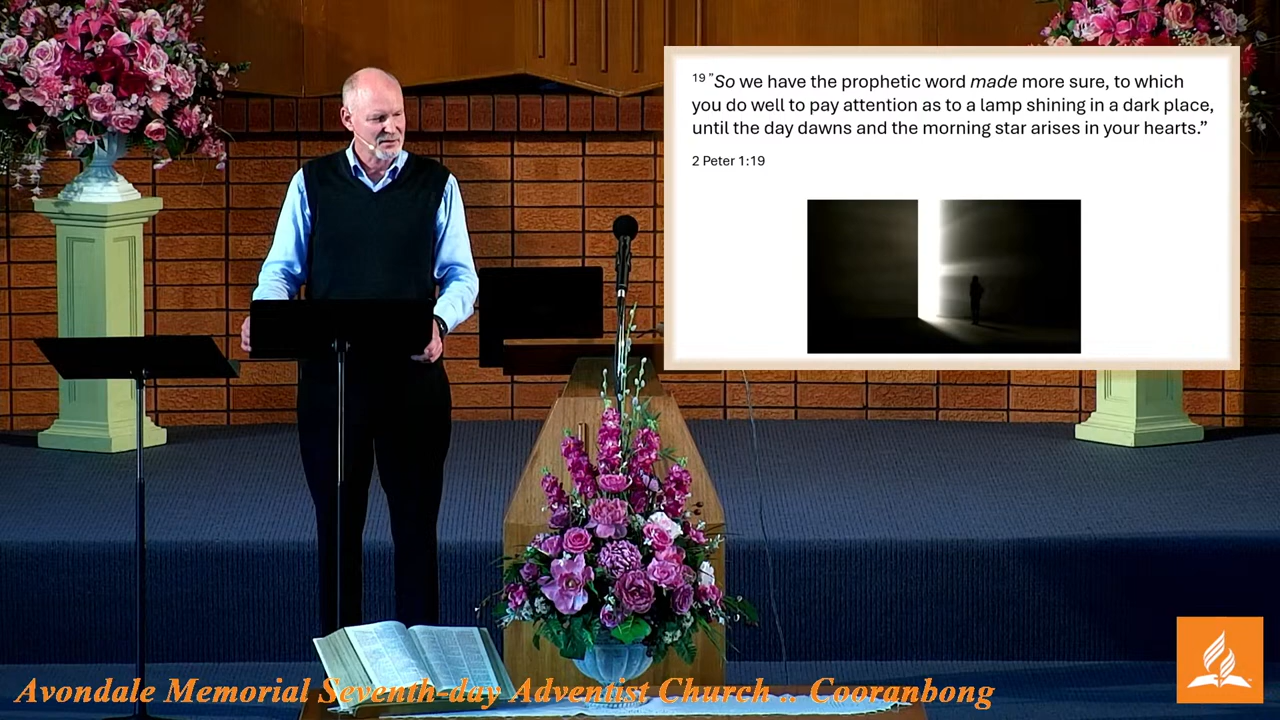 19 "So we have the prophetic word made more sure, to which
you do well to pay attention as to a lamp shining in a dark place,
until the day dawns and the morning star arises in your hearts.”
2 Peter 1:19
Avondale Memorial Seventh-day Adventist Church .. Cooranbong